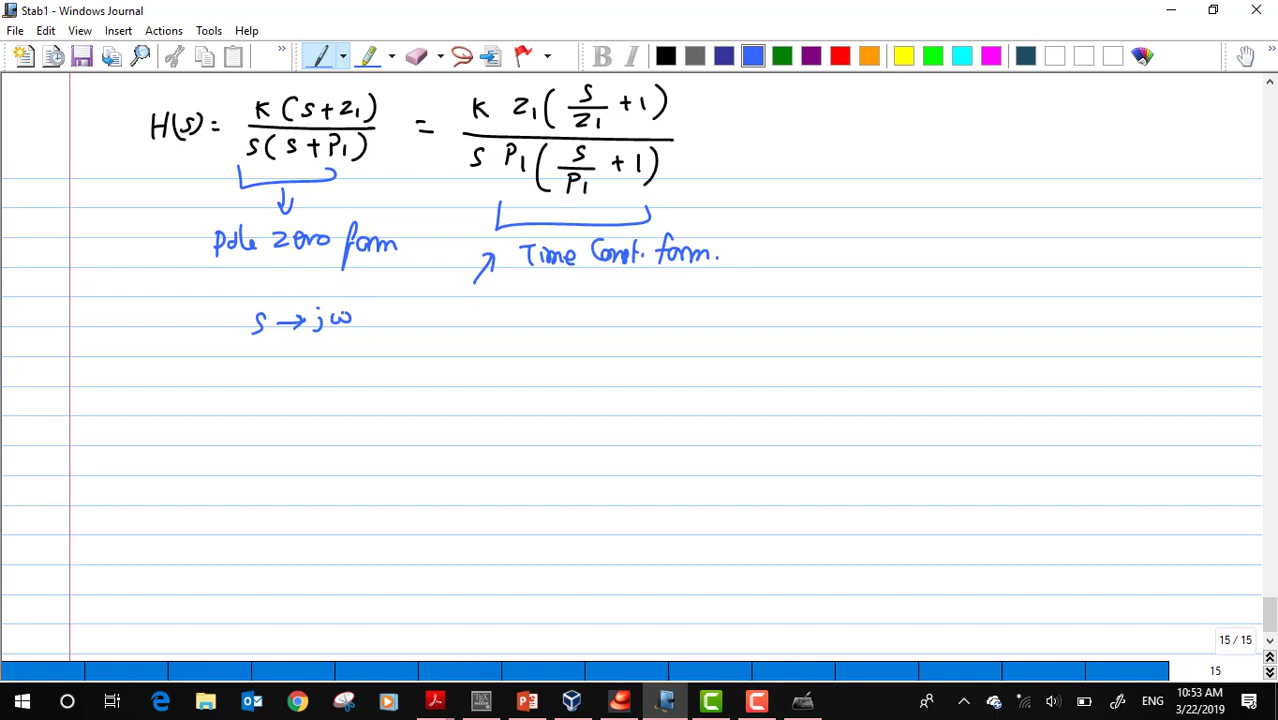 Stab1 - Windows Journal
File Edit View Insert Actions Tools Help
H(s) = K (s+z₁) / s(s+P₁) = K z₁(s/z₁ +1) / s P₁(s/P₁ +1)
Pole zero form
Time Const. form.
s → jω
15 / 15
15
ENG
10:53 AM
3/22/2019